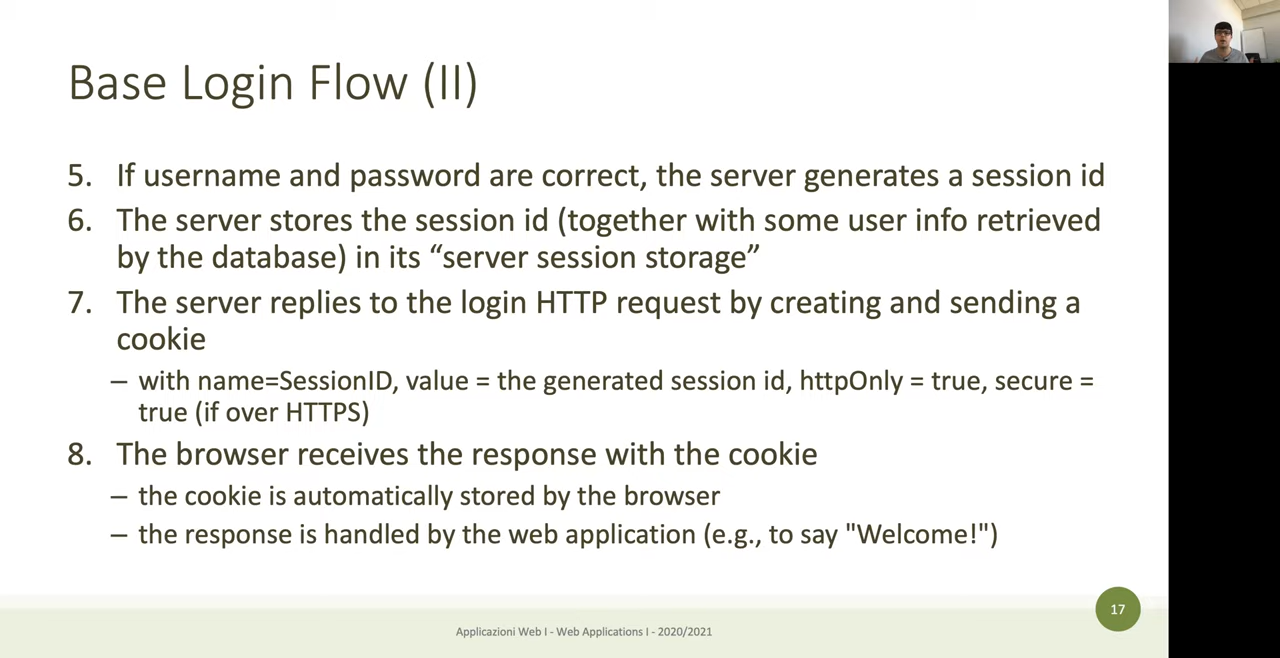 Base Login Flow (II)
5. If username and password are correct, the server generates a session id
6. The server stores the session id (together with some user info retrieved
by the database) in its “server session storage”
7. The server replies to the login HTTP request by creating and sending a
cookie
– with name=SessionID, value = the generated session id, httpOnly = true, secure =
true (if over HTTPS)
8. The browser receives the response with the cookie
– the cookie is automatically stored by the browser
– the response is handled by the web application (e.g., to say "Welcome!")
17
Applicazioni Web I - Web Applications I - 2020/2021